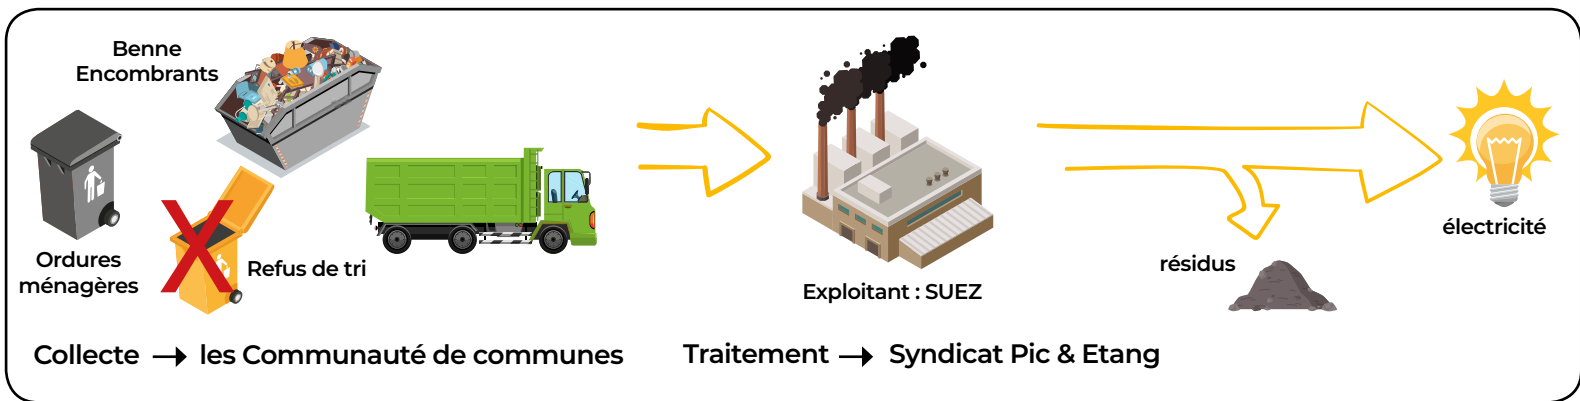 Benne
Encombrants
Ordures
ménagères
Refus de tri
Exploitant : SUEZ
résidus
électricité
Collecte → les Communauté de communes
Traitement → Syndicat Pic & Etang